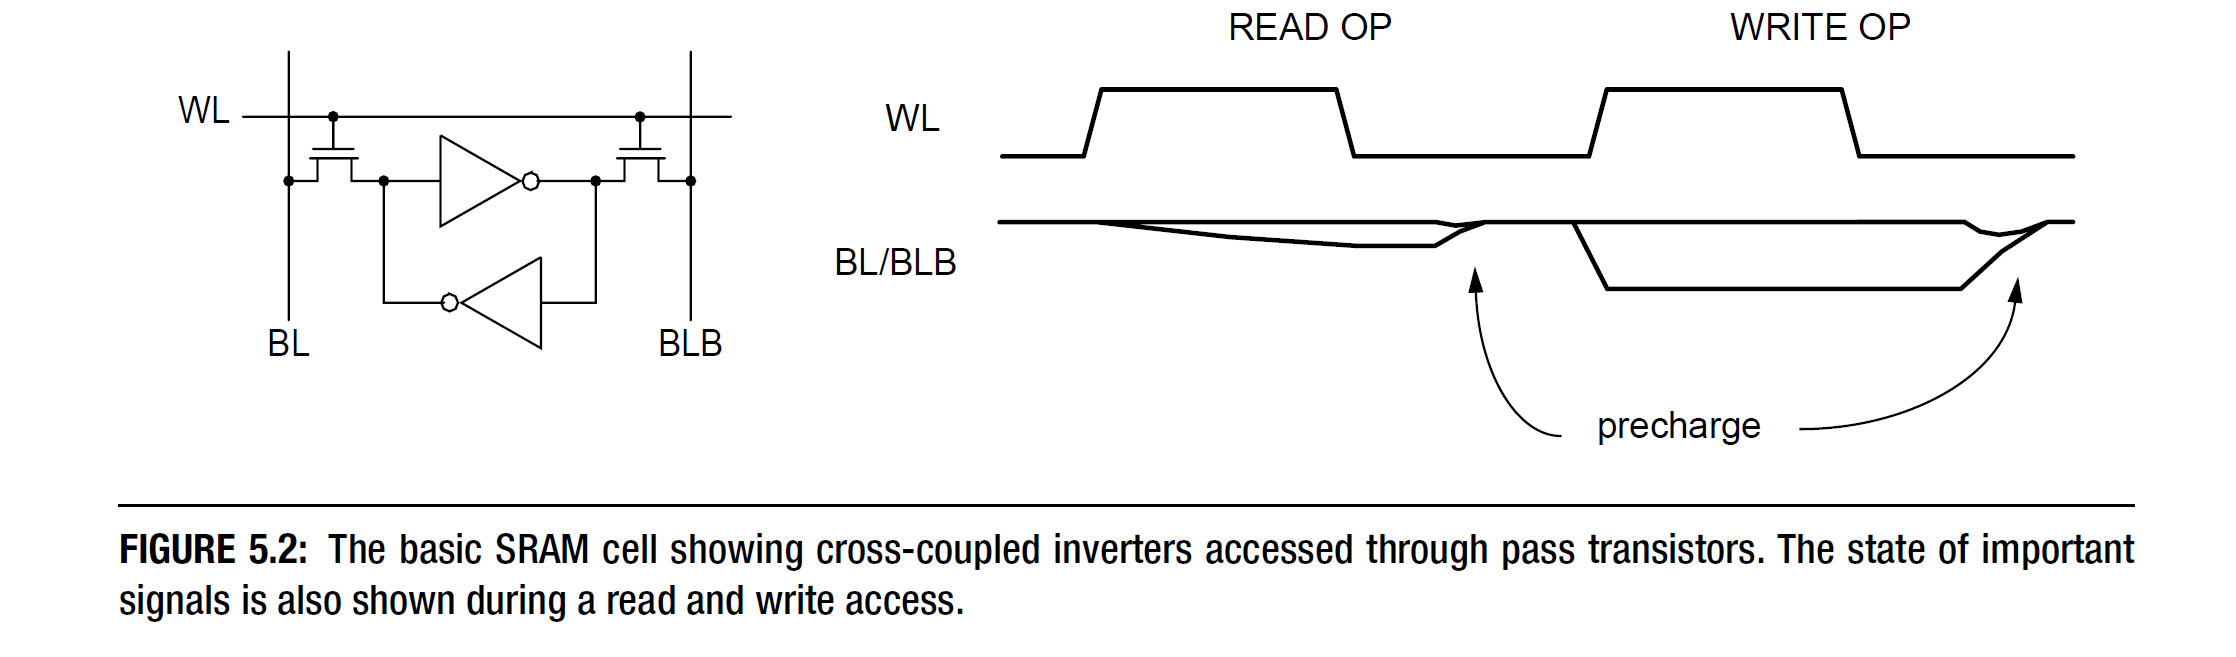 READ OP
WRITE OP
WL
WL
BL/BLB
BL
BLB
precharge
FIGURE 5.2: The basic SRAM cell showing cross-coupled inverters accessed through pass transistors. The state of important
signals is also shown during a read and write access.